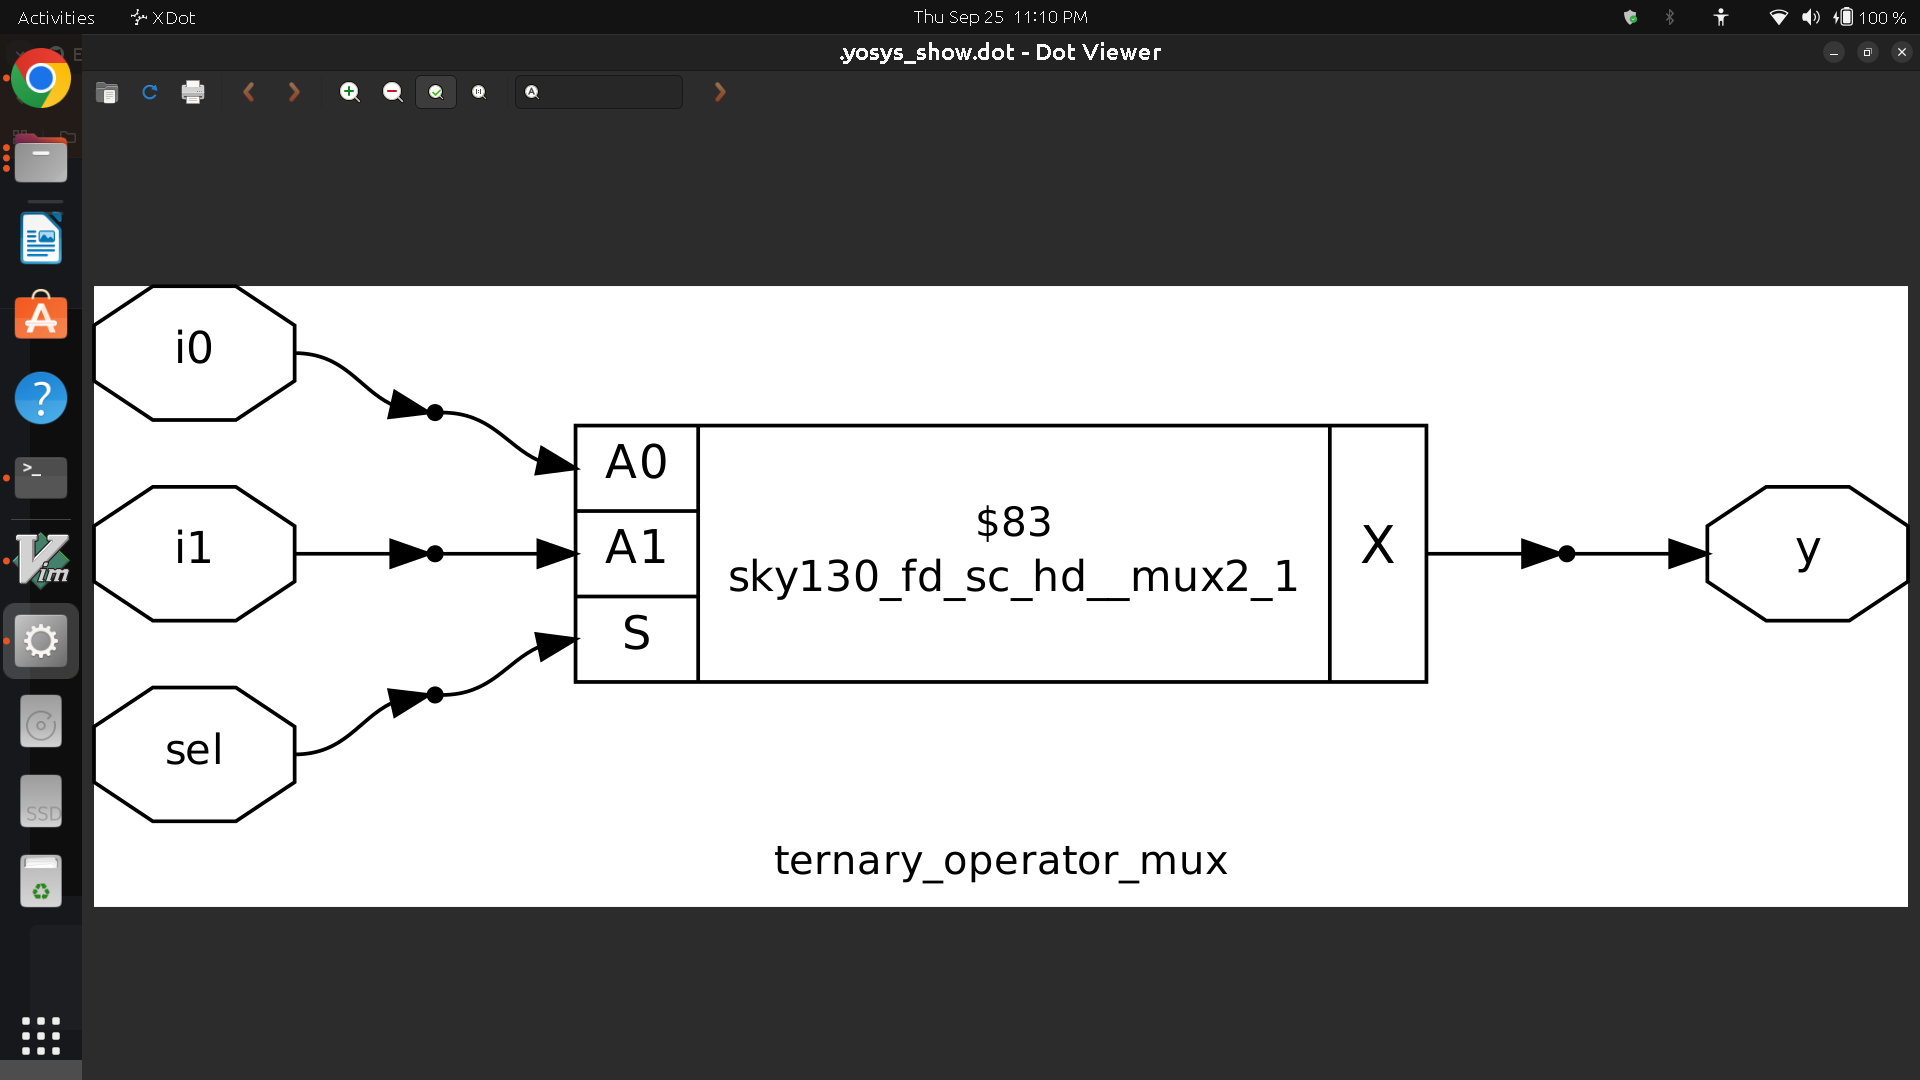 Activities
XDot
Thu Sep 25 11:10 PM
100 %
.yosys_show.dot - Dot Viewer
i0
i1
sel
A0
A1
S
$83
sky130_fd_sc_hd__mux2_1
X
y
ternary_operator_mux
>_
Vim
SSD